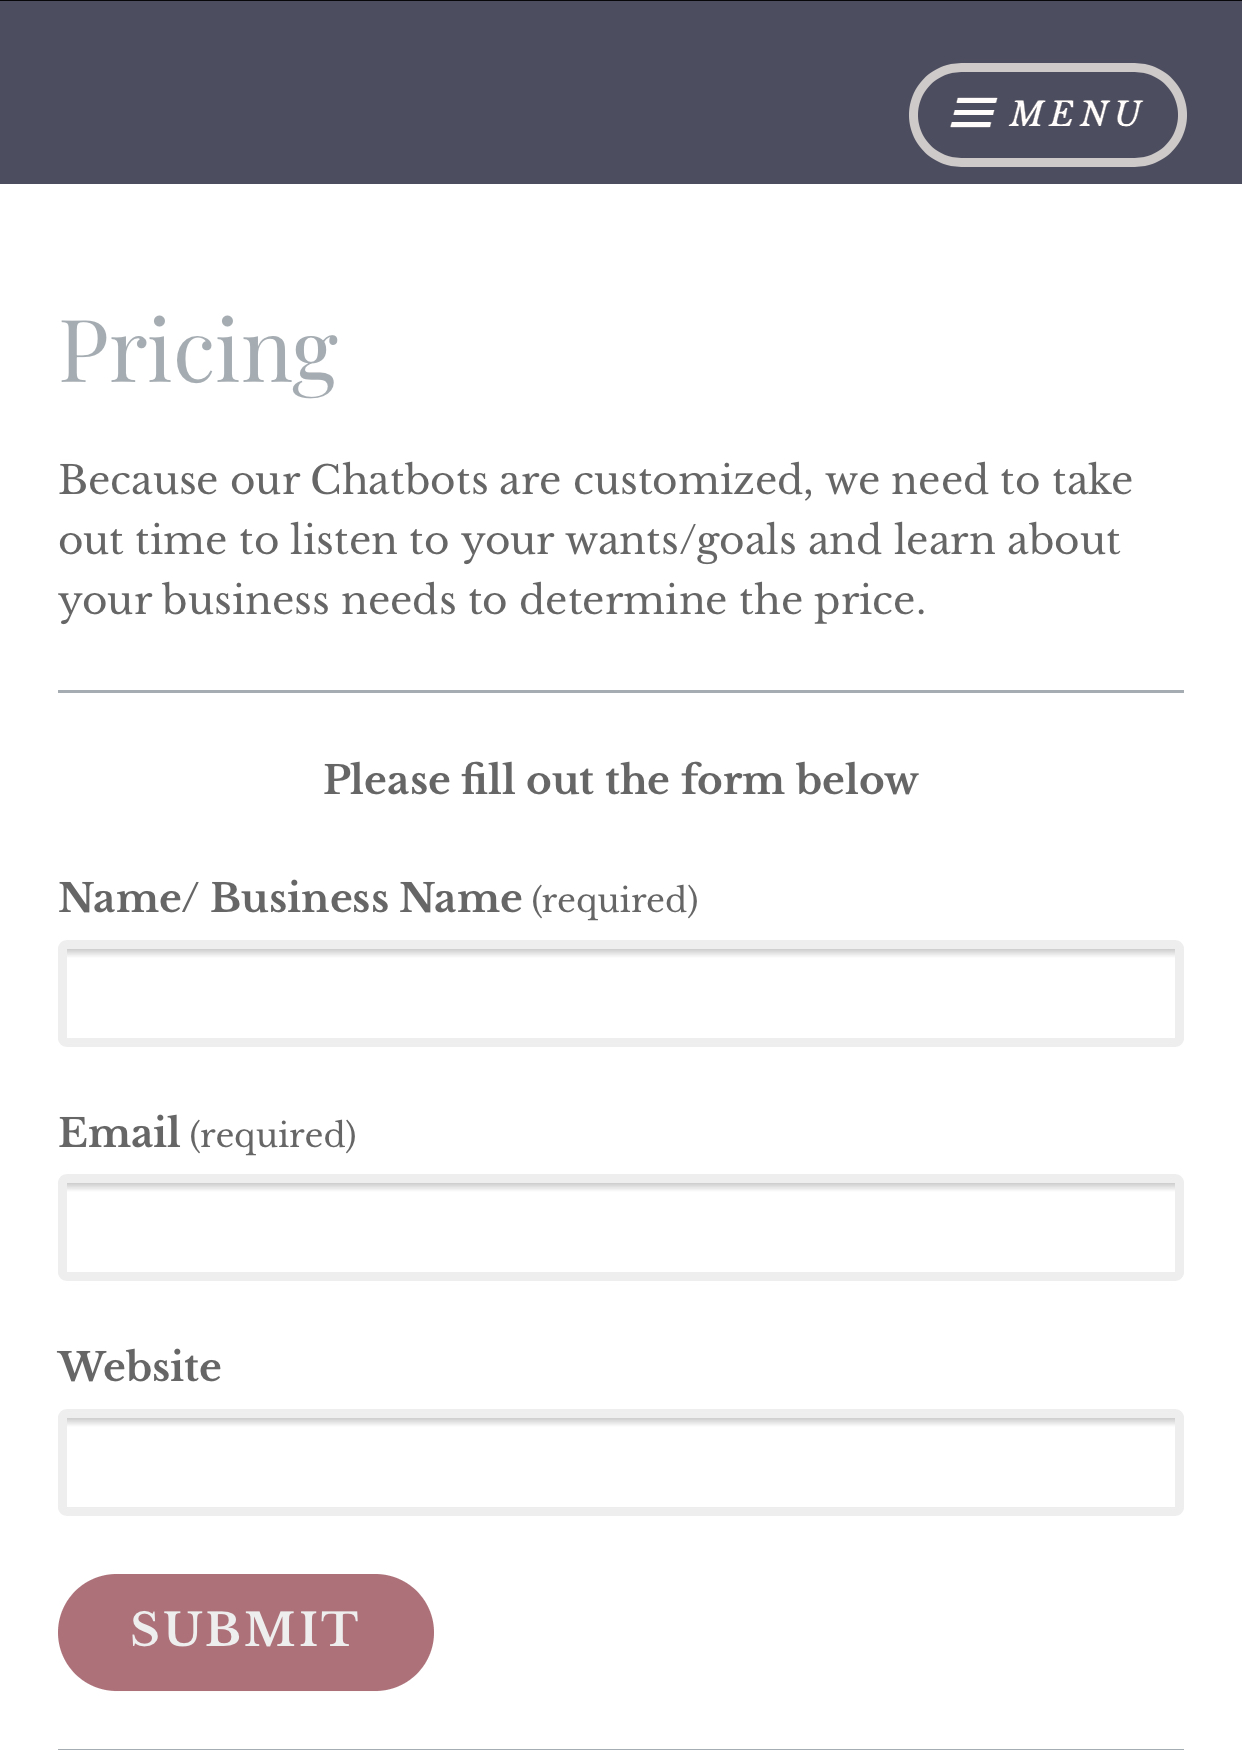 MENU
Pricing
Because our Chatbots are customized, we need to take
out time to listen to your wants/goals and learn about
your business needs to determine the price.
Please fill out the form below
Name/ Business Name (required)
Email (required)
Website
SUBMIT